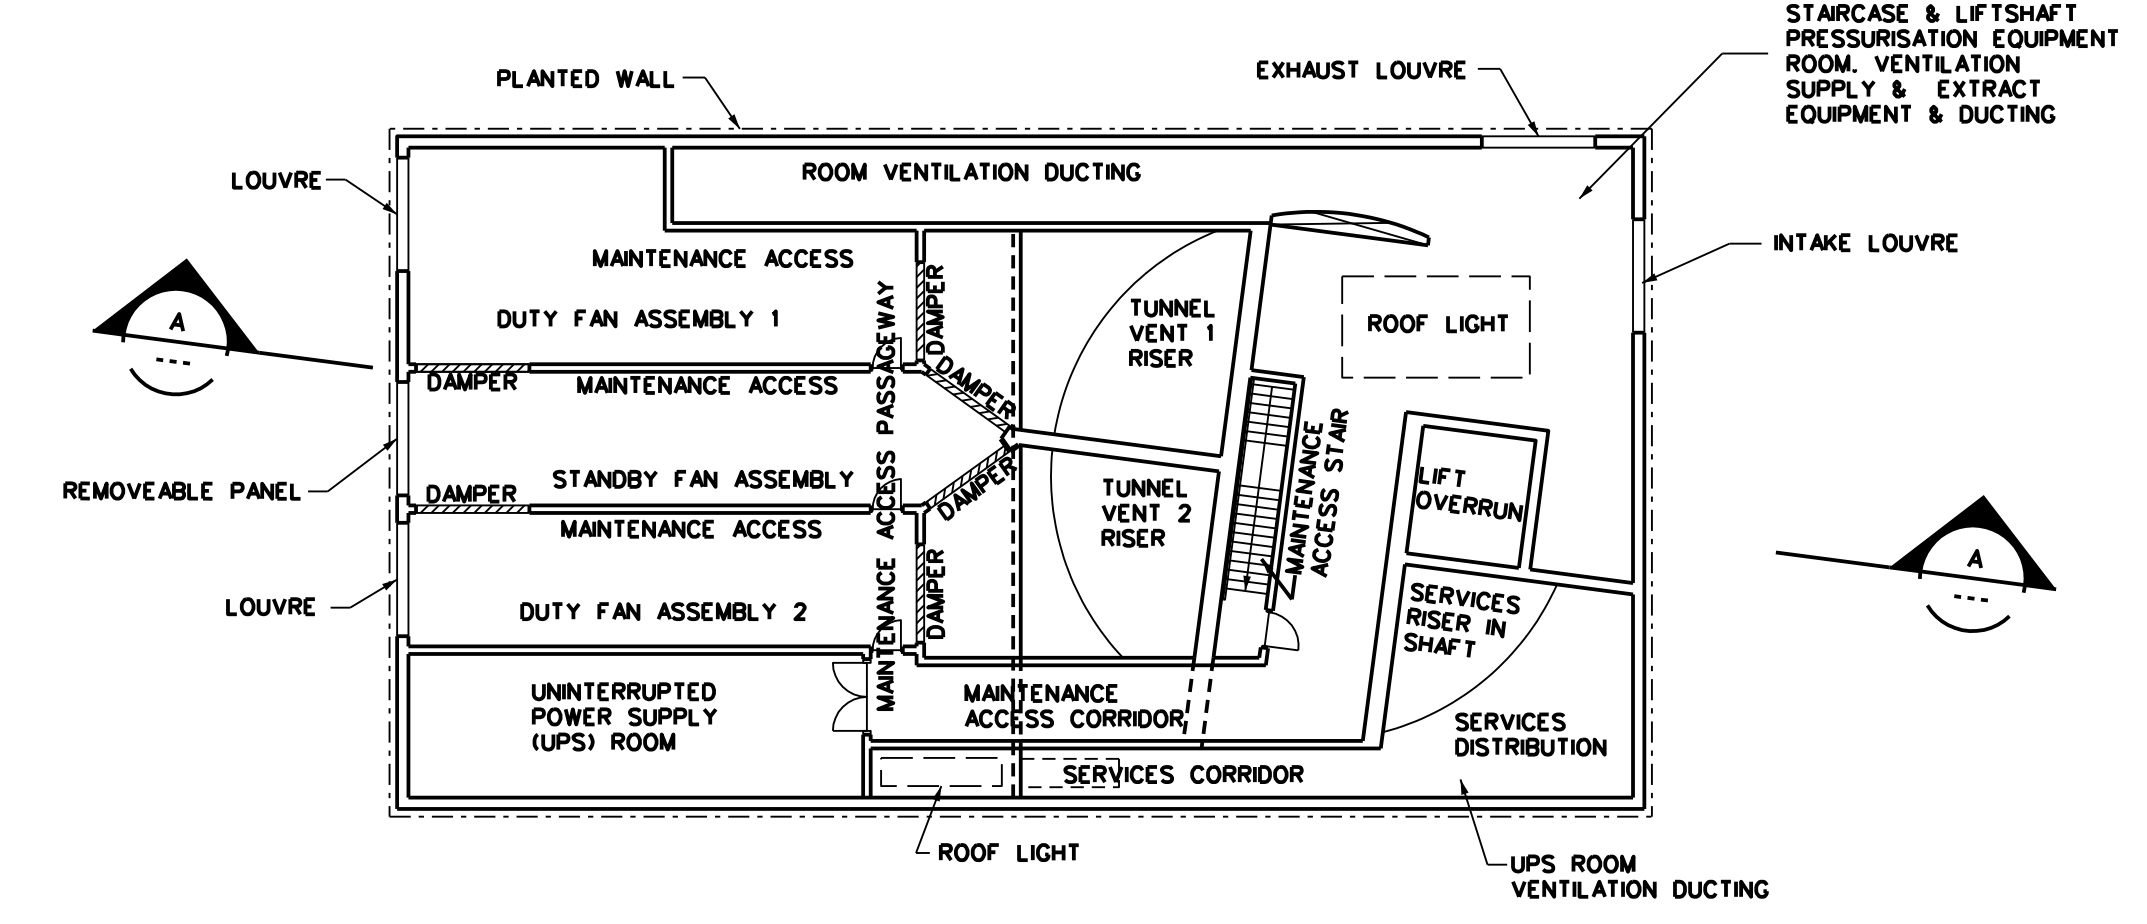 STAIRCASE & LIFTSHAFT
PRESSURISATION EQUIPMENT
ROOM. VENTILATION
SUPPLY & EXTRACT
EQUIPMENT & DUCTING
PLANTED WALL
EXHAUST LOUVRE
ROOM VENTILATION DUCTING
LOUVRE
INTAKE LOUVRE
MAINTENANCE ACCESS
DUTY FAN ASSEMBLY 1
A
DAMPER
TUNNEL
VENT 1
RISER
ROOF LIGHT
DAMPER
MAINTENANCE ACCESS
DAMPER
MAINTENANCE ACCESS PASSAGEWAY
REMOVEABLE PANEL
DAMPER
STANDBY FAN ASSEMBLY
DAMPER
TUNNEL
VENT 2
RISER
MAINTENANCE
ACCESS STAIR
LIFT
OVERRUN
MAINTENANCE ACCESS
A
LOUVRE
DUTY FAN ASSEMBLY 2
DAMPER
SERVICES
RISER IN
SHAFT
UNINTERRUPTED
POWER SUPPLY
(UPS) ROOM
MAINTENANCE
ACCESS CORRIDOR
SERVICES
DISTRIBUTION
SERVICES CORRIDOR
ROOF LIGHT
UPS ROOM
VENTILATION DUCTING